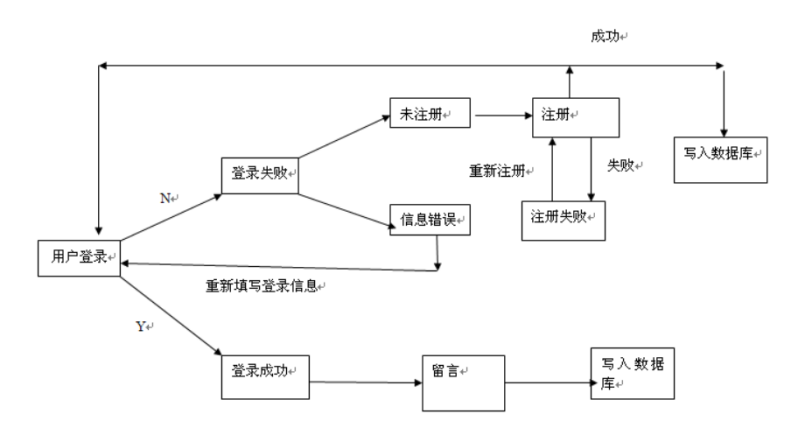 成功
未注册
注册
写入数据库
登录失败
重新注册
失败
N
信息错误
注册失败
用户登录
重新填写登录信息
Y
登录成功
留言
写入数据
库